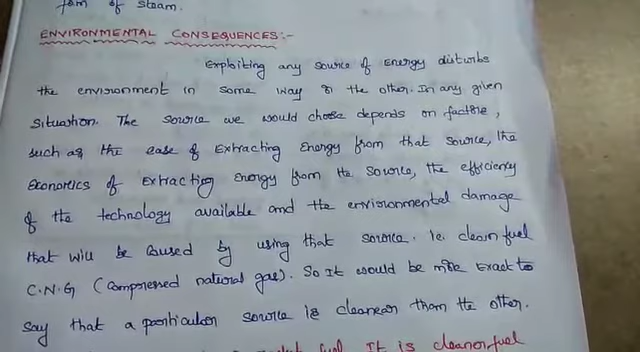 form of steam.
ENVIRONMENTAL CONSEQUENCES:-
Exploiting any source of Energy disturbs
the environment in some way or the other. In any given
situation. The source we would choose depends on factors,
such as the ease of Extracting Energy from that source, the
Economics of Extracting Energy from the source, the efficiency
of the technology available and the environmental damage
that will be caused by using that source. i.e. clean fuel
C.N.G (compressed natural gas). So It would be more Exact to
say that a particular source is cleaner than the other.
fuel It is cleaner fuel